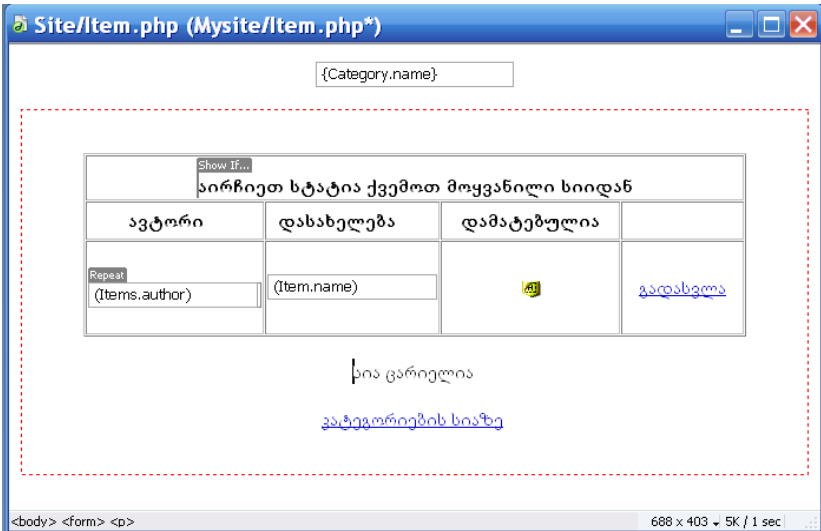 Site/Item.php (Mysite/Item.php*)
{Category.name}
Show If...
აირჩიეთ სტატია ქვემოთ მოყვანილი სიიდან
ავტორი დასახელება დამატებულია
Repeat
(Items.author) (Item.name) გადასვლა
სია ცარიელია
კატეგორიების სიაზე
<body> <form> <p> 688 x 403 5K / 1 sec